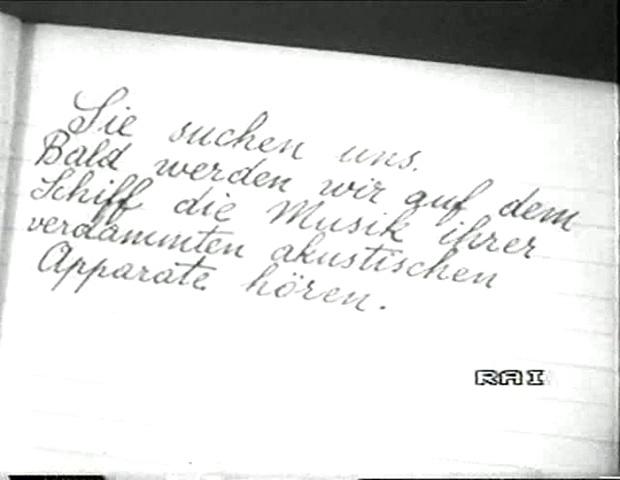 Sie suchen uns.
Bald werden wir auf dem
Schiff die Musik ihrer
verdammten akustischen
Apparate hören.
RAI